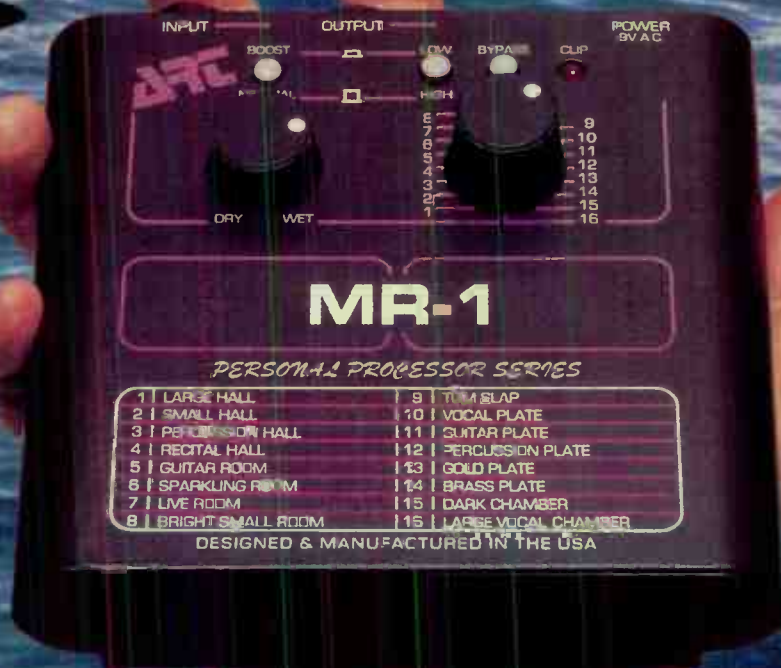 INPUT OUTPUT POWER
9V AC
BOOST LOW BYPASS CLIP
ART
HIGH
8 9
7 10
6 11
5 12
4 13
3 14
2 15
1 16
DRY WET
MR-1
PERSONAL PROCESSOR SERIES
1 LARGE HALL
2 SMALL HALL
3 PERCUSSION HALL
4 RECITAL HALL
5 GUITAR ROOM
6 SPARKLING ROOM
7 LIVE ROOM
8 BRIGHT SMALL ROOM
9 TOM SLAP
10 VOCAL PLATE
11 GUITAR PLATE
12 PERCUSSION PLATE
13 GOLD PLATE
14 BRASS PLATE
15 DARK CHAMBER
16 LARGE VOCAL CHAMBER
DESIGNED & MANUFACTURED IN THE USA